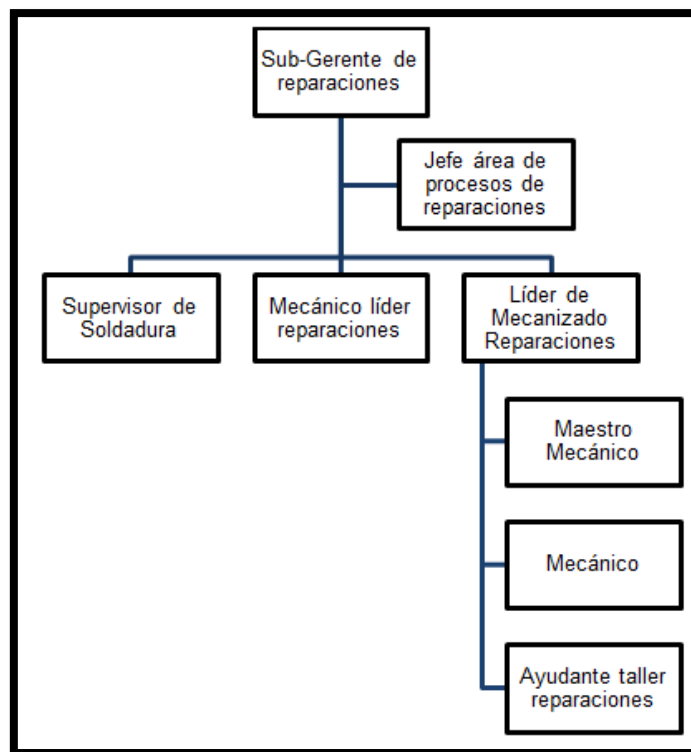 Sub-Gerente de
reparaciones
Jefe área de
procesos de
reparaciones
Supervisor de
Soldadura
Mecánico líder
reparaciones
Líder de
Mecanizado
Reparaciones
Maestro
Mecánico
Mecánico
Ayudante taller
reparaciones